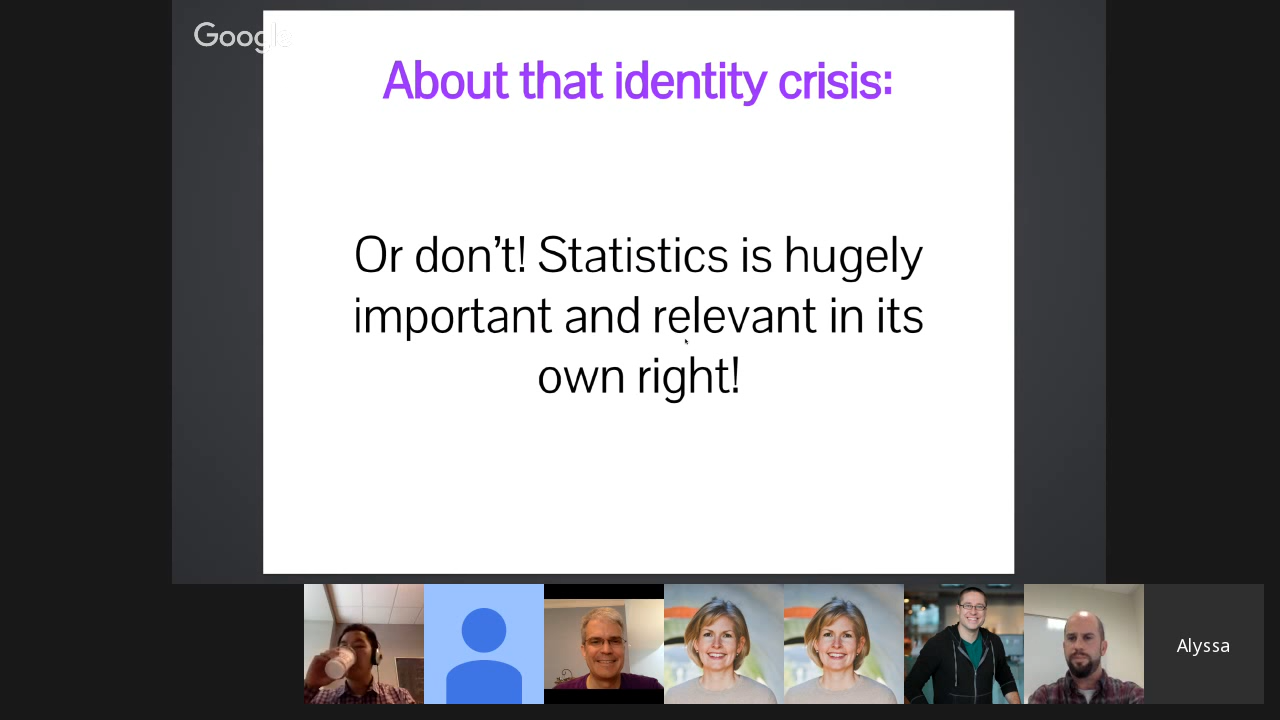 Google
About that identity crisis:
Or don't! Statistics is hugely
important and relevant in its
own right!
Alyssa